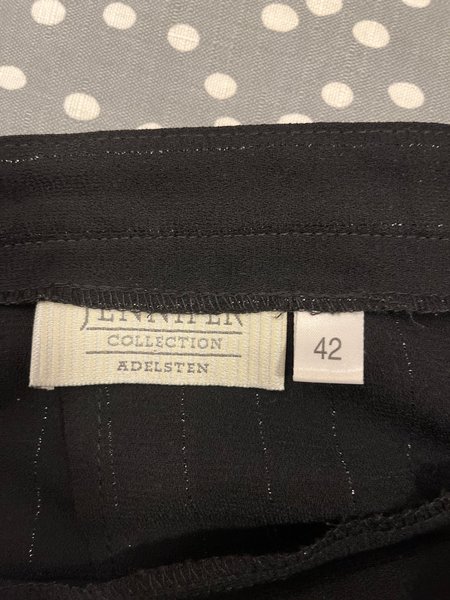 JENNIFER
COLLECTION
ADELSTEN
42